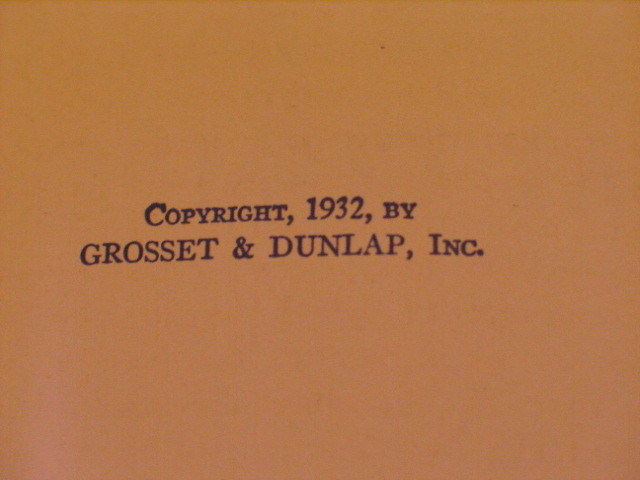 Copyright, 1932, by
GROSSET & DUNLAP, Inc.